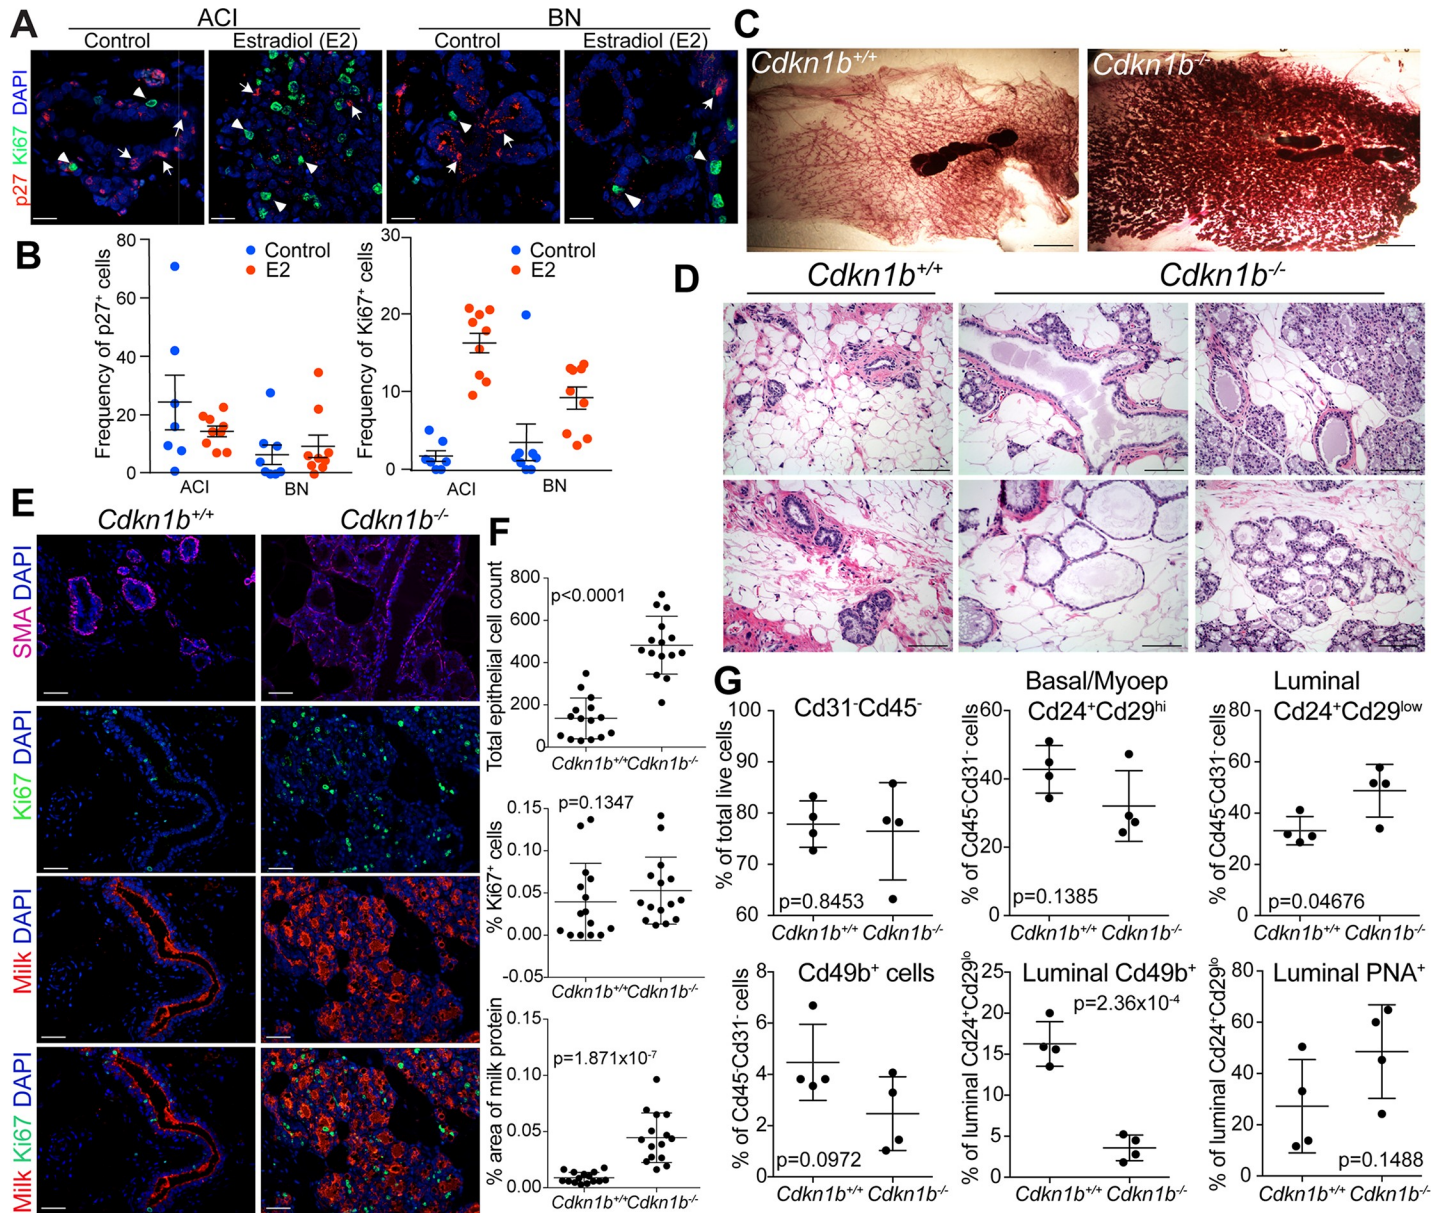 A
ACI
BN
Control
Estradiol (E2)
Control
Estradiol (E2)
p27 Ki67 DAPI
B
Frequency of p27⁺ cells
80
60
40
20
0
Control
E2
ACI
BN
Frequency of Ki67⁺ cells
30
20
10
0
Control
E2
ACI
BN
C
Cdkn1b⁺/⁺
Cdkn1b⁻/⁻
D
Cdkn1b⁺/⁺
Cdkn1b⁻/⁻
E
Cdkn1b⁺/⁺
Cdkn1b⁻/⁻
SMA DAPI
Ki67 DAPI
Milk DAPI
Milk Ki67 DAPI
F
Total epithelial cell count
800
600
400
200
0
p<0.0001
Cdkn1b⁺/⁺ Cdkn1b⁻/⁻
% Ki67⁺ cells
0.15
0.10
0.05
0.00
-0.05
p=0.1347
Cdkn1b⁺/⁺ Cdkn1b⁻/⁻
% area of milk protein
0.15
0.10
0.05
0.00
p=1.871x10⁻⁷
Cdkn1b⁺/⁺ Cdkn1b⁻/⁻
G
Cd31⁻Cd45⁻
% of total live cells
100
90
80
70
60
p=0.8453
Cdkn1b⁺/⁺ Cdkn1b⁻/⁻
Basal/Myoep
Cd24⁺Cd29ʰⁱ
% of Cd45⁻Cd31⁻ cells
60
40
20
0
p=0.1385
Cdkn1b⁺/⁺ Cdkn1b⁻/⁻
Luminal
Cd24⁺Cd29ˡᵒʷ
% of Cd45⁻Cd31⁻ cells
80
60
40
20
0
p=0.04676
Cdkn1b⁺/⁺ Cdkn1b⁻/⁻
Cd49b⁺ cells
% of Cd45⁻Cd31⁻ cells
8
6
4
2
0
p=0.0972
Cdkn1b⁺/⁺ Cdkn1b⁻/⁻
Luminal Cd49b⁺
% of luminal Cd24⁺Cd29ˡᵒ
25
20
15
10
5
0
p=2.36x10⁻⁴
Cdkn1b⁺/⁺ Cdkn1b⁻/⁻
Luminal PNA⁺
% of luminal Cd24⁺Cd29ˡᵒ
80
60
40
20
0
p=0.1488
Cdkn1b⁺/⁺ Cdkn1b⁻/⁻